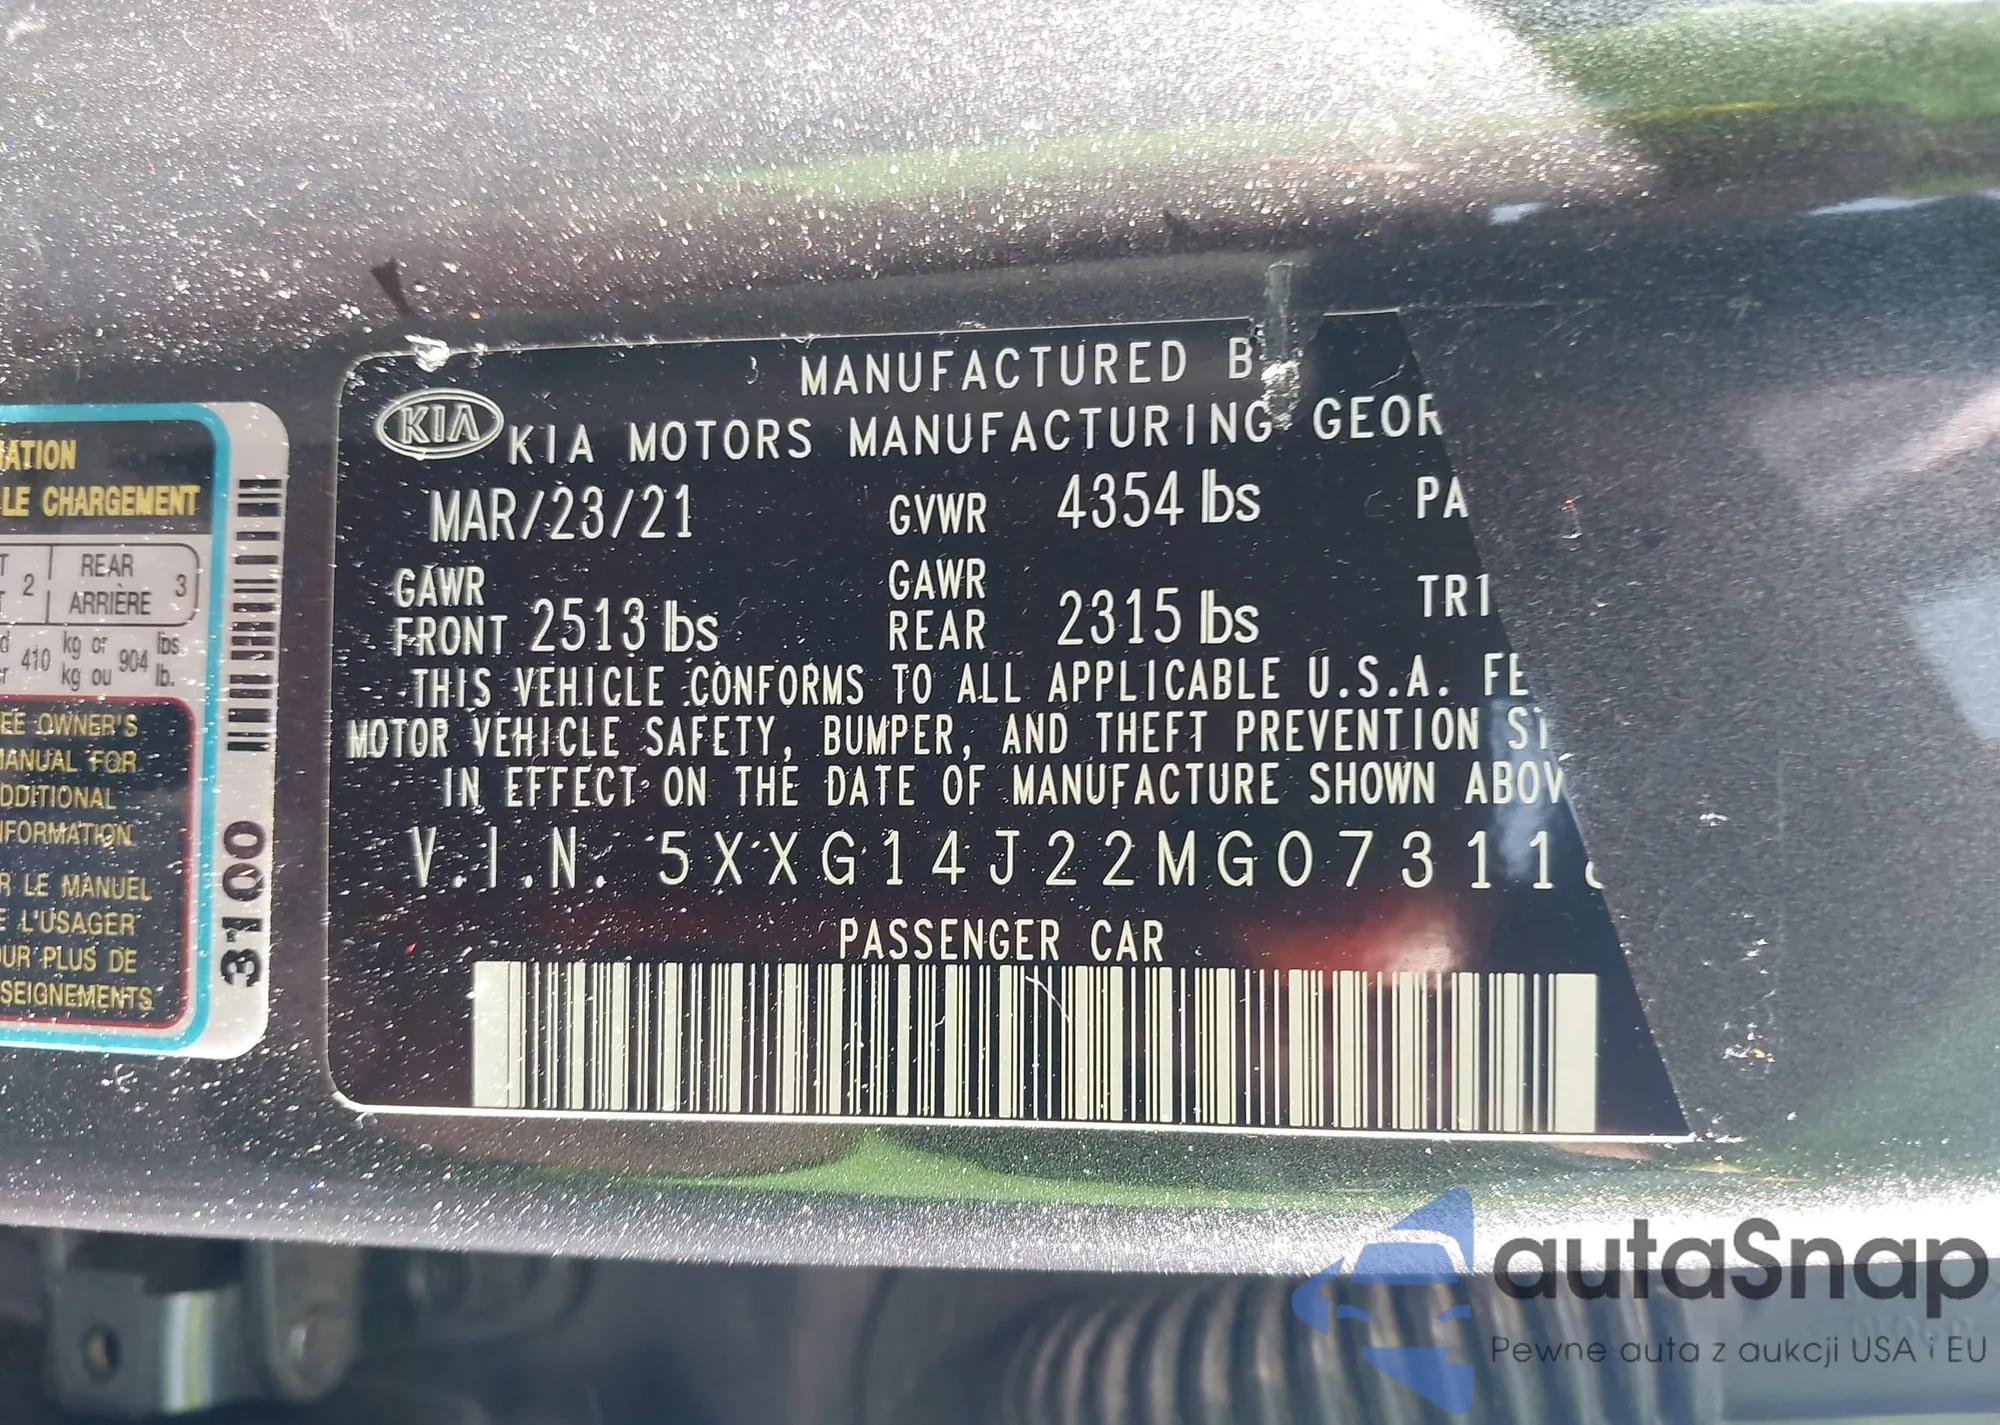 MANUFACTURED B
KIA
KIA MOTORS MANUFACTURING GEOR
MAR/23/21 GVWR 4354 lbs PA
GAWR FRONT 2513 lbs GAWR REAR 2315 lbs TR1
THIS VEHICLE CONFORMS TO ALL APPLICABLE U.S.A. FE
MOTOR VEHICLE SAFETY, BUMPER, AND THEFT PREVENTION ST
IN EFFECT ON THE DATE OF MANUFACTURE SHOWN ABOV
V.I.N. 5XXG14J22MG07311
PASSENGER CAR
ATION
LE CHARGEMENT
2 REAR ARRIÈRE 3
410 kg or kg ou 904 lbs. lb.
EE OWNER'S
MANUAL FOR
DDITIONAL
NFORMATION
R LE MANUEL
E L'USAGER
OUR PLUS DE
SEIGNEMENTS
3100
autaSnap
Pewne auta z aukcji USA i EU